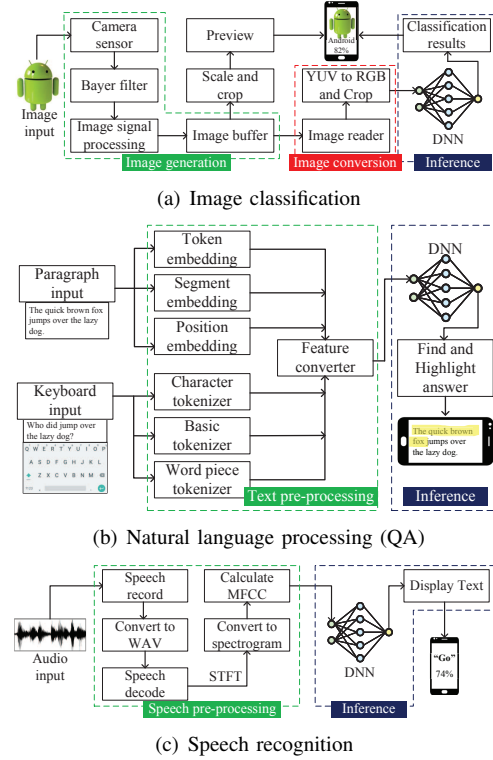 Camera
sensor
Bayer filter
Image signal
processing
Image
input
Image generation
Preview
Scale and
crop
Image buffer
Android
82%
YUV to RGB
and Crop
Image reader
Image conversion
Classification
results
DNN
Inference
(a) Image classification
Paragraph
input
The quick brown fox
jumps over the lazy
dog.
Keyboard
input
Who did jump over
the lazy dog?
Q W E R T Y U I O P
A S D F G H J K L
Z X C V B N M
Token
embedding
Segment
embedding
Position
embedding
Character
tokenizer
Basic
tokenizer
Word piece
tokenizer
Feature
converter
Text pre-processing
DNN
Find and
Highlight
answer
The quick brown
fox jumps over
the lazy dog.
Inference
(b) Natural language processing (QA)
Audio
input
Speech
record
Convert to
WAV
Speech
decode
STFT
Calculate
MFCC
Convert to
spectrogram
Speech pre-processing
DNN
Display Text
“Go”
74%
Inference
(c) Speech recognition